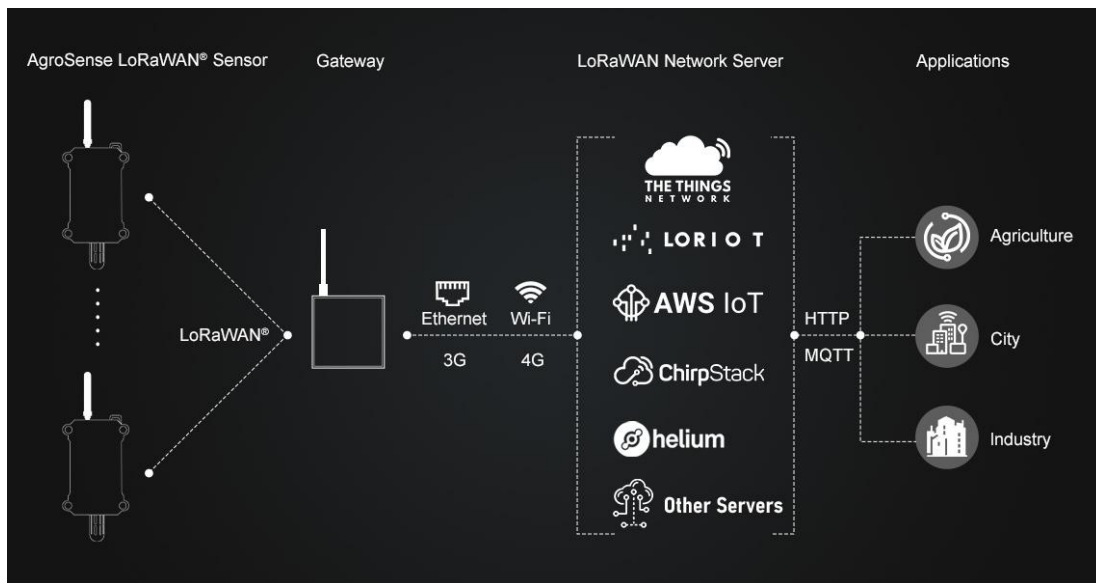 AgroSense LoRaWAN® Sensor
Gateway
LoRaWAN Network Server
Applications
THE THINGS
NETWORK
LORIOT
AWS IoT
ChirpStack
helium
Other Servers
LoRaWAN®
Ethernet
Wi-Fi
3G
4G
HTTP
MQTT
Agriculture
City
Industry